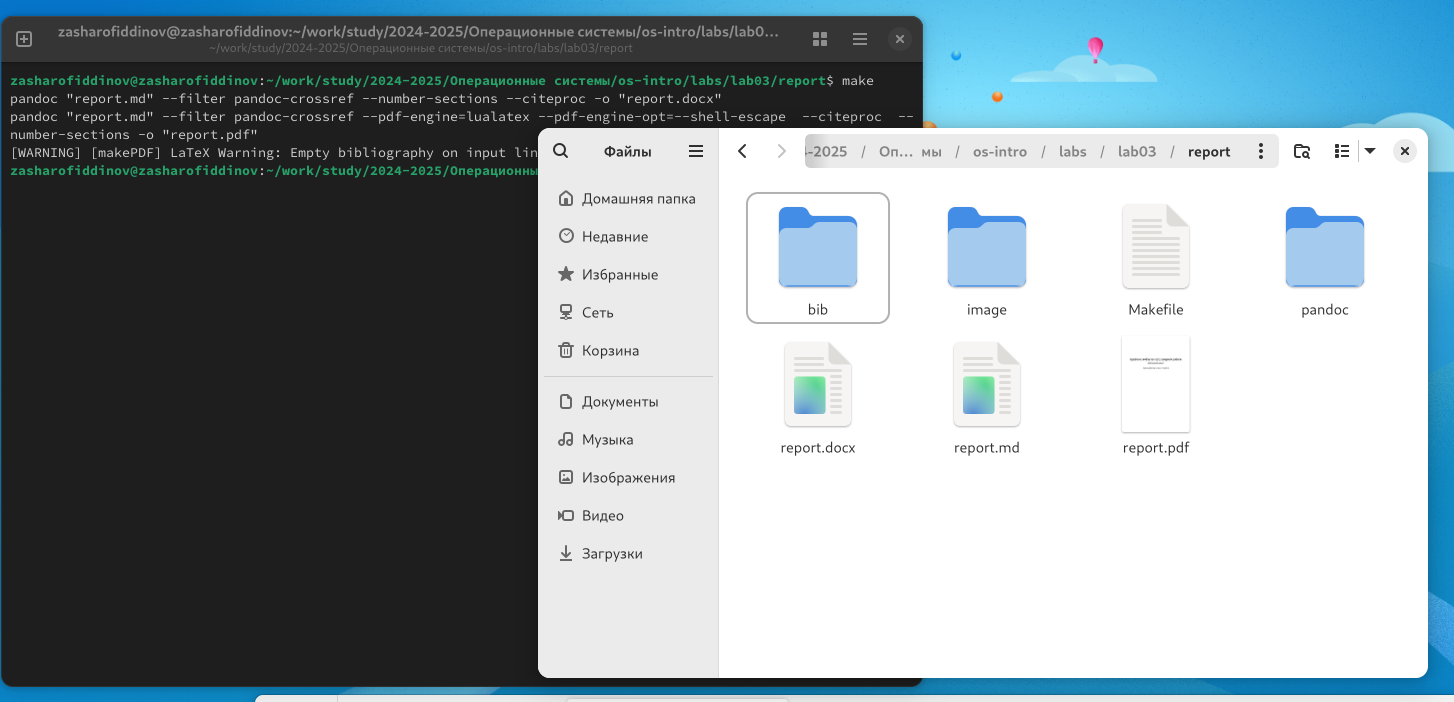 zasharofiddinov@zasharofiddinov:~/work/study/2024-2025/Операционные системы/os-intro/labs/lab0...
~/work/study/2024-2025/Операционные системы/os-intro/labs/lab03/report
zasharofiddinov@zasharofiddinov:~/work/study/2024-2025/Операционные системы/os-intro/labs/lab03/report$ make
pandoc "report.md" --filter pandoc-crossref --number-sections --citeproc -o "report.docx"
pandoc "report.md" --filter pandoc-crossref --pdf-engine=lualatex --pdf-engine-opt=--shell-escape  --citeproc  --
number-sections -o "report.pdf"
[WARNING] [makePDF] LaTeX Warning: Empty bibliography on input lin
zasharofiddinov@zasharofiddinov:~/work/study/2024-2025/Операционны
Файлы
Домашняя папка
Недавние
Избранные
Сеть
Корзина
Документы
Музыка
Изображения
Видео
Загрузки
-2025 / Оп... мы / os-intro / labs / lab03 / report
bib
image
Makefile
pandoc
report.docx
report.md
report.pdf